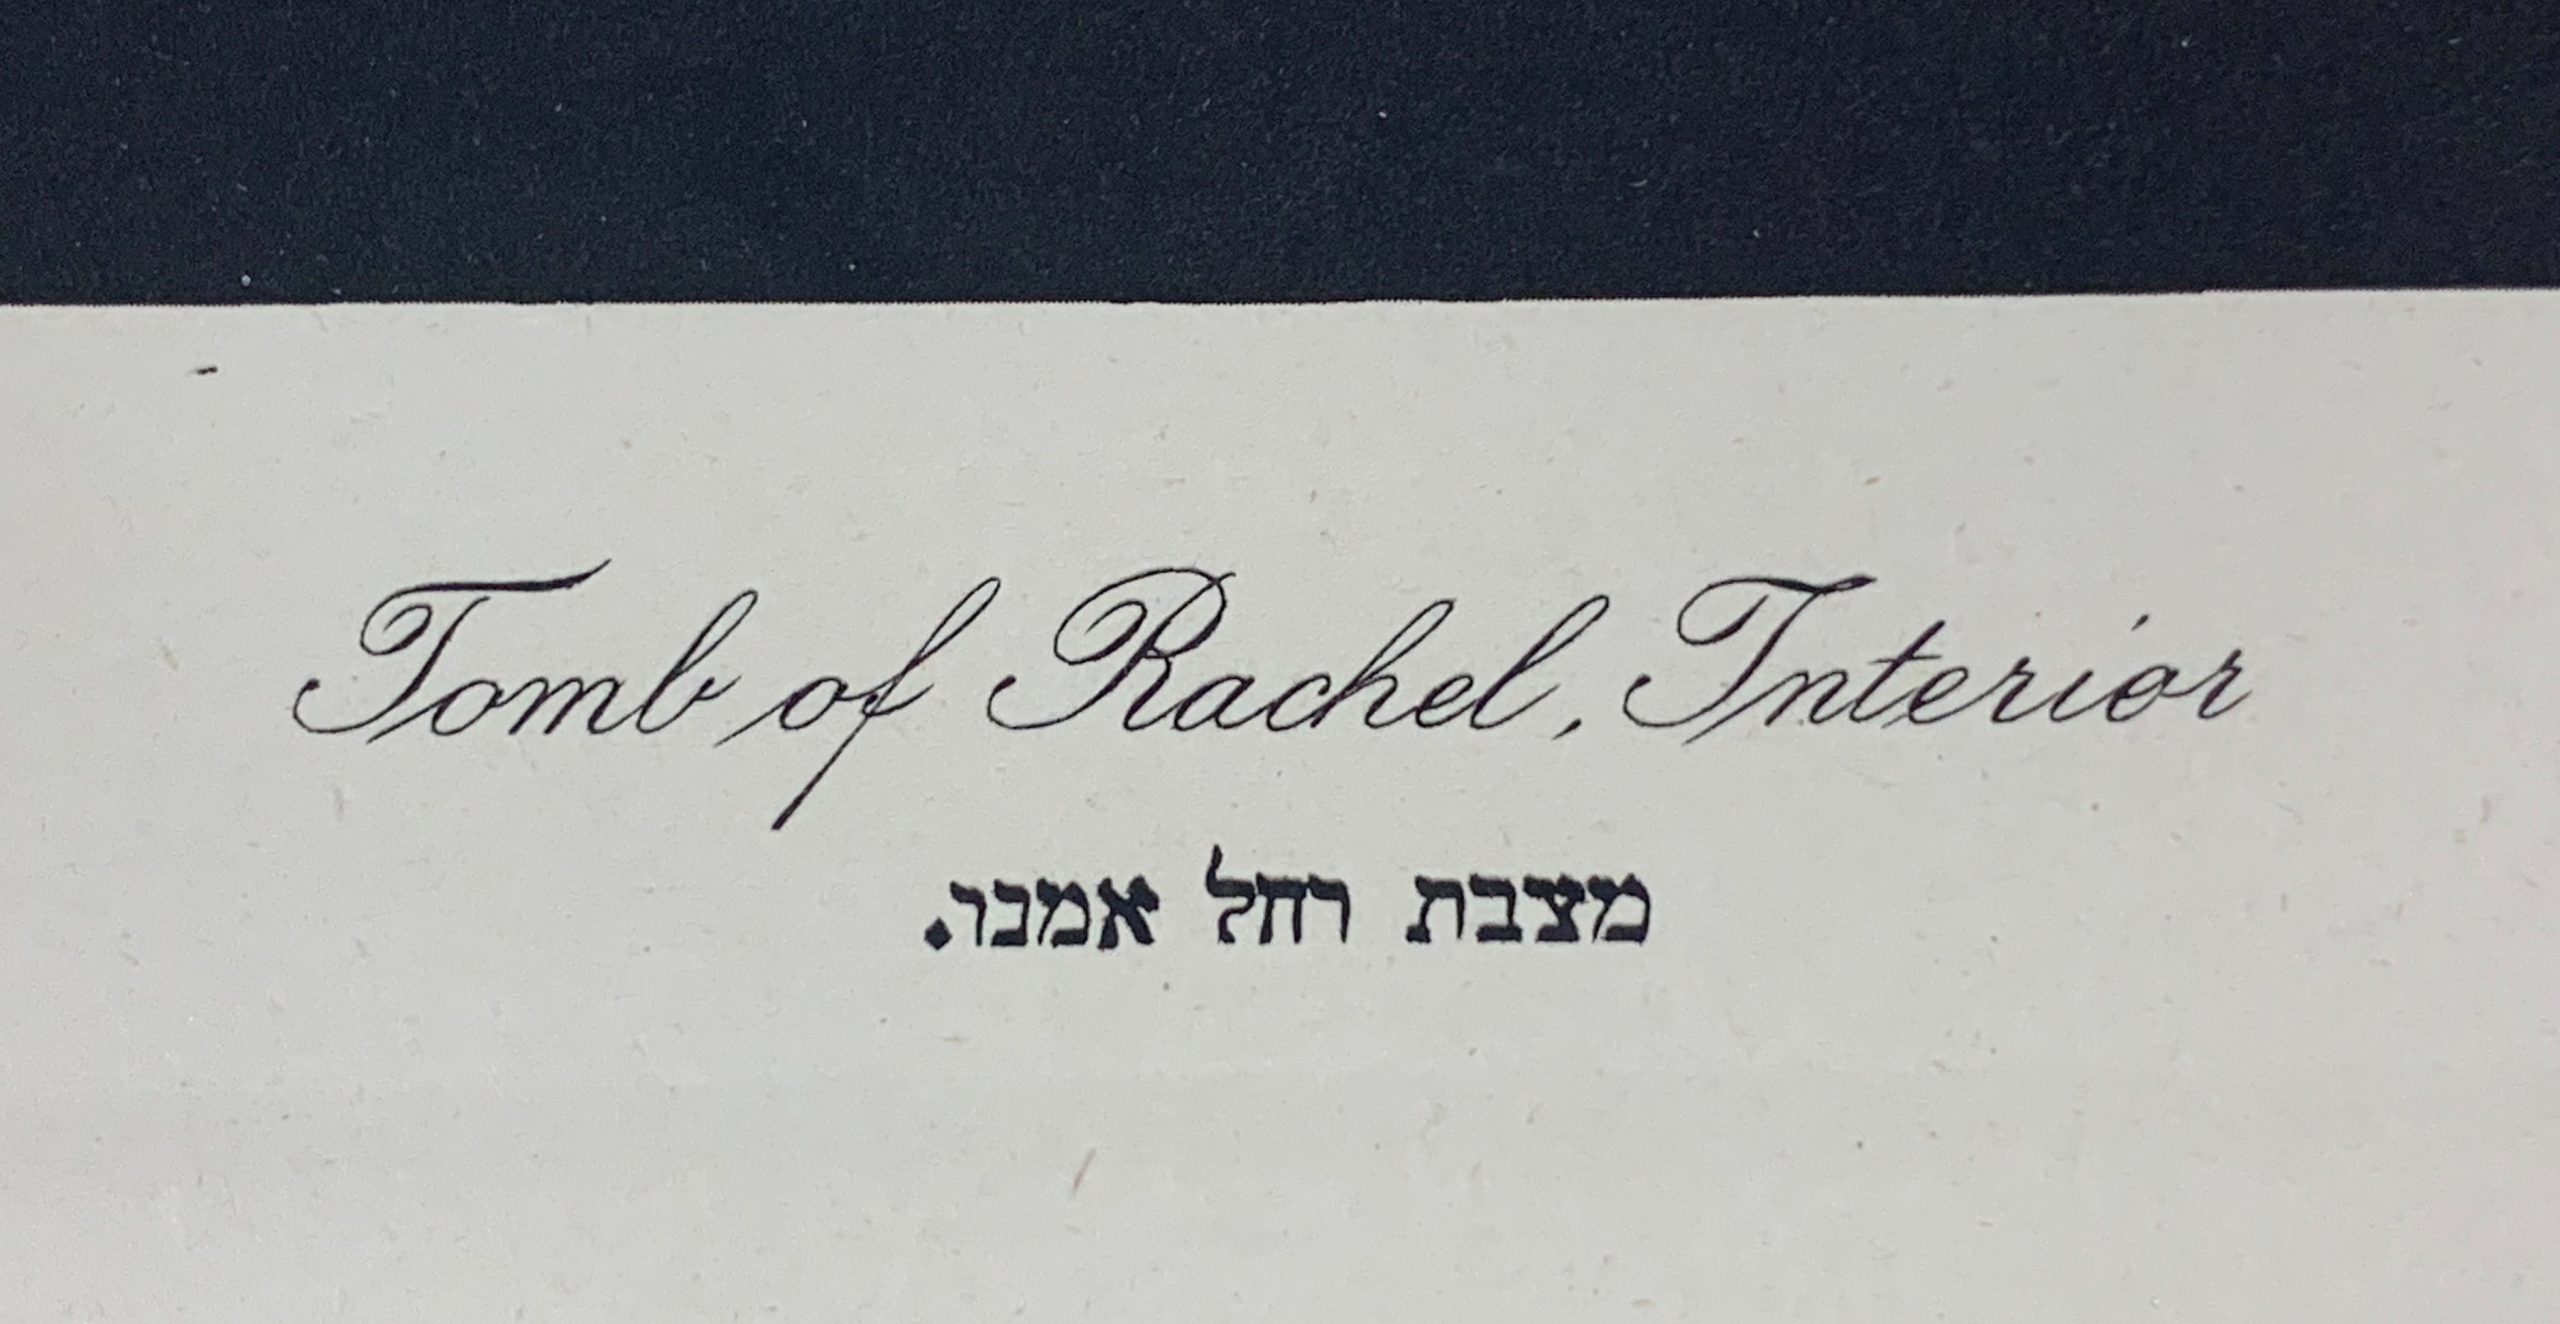 Tomb of Rachel, Interior
מצבת רחל אמנו.